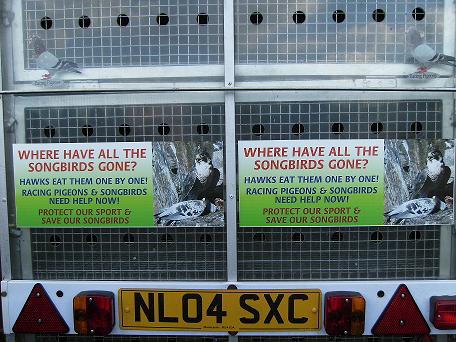 Racing Pigeons
WHERE HAVE ALL THE
SONGBIRDS GONE?
HAWKS EAT THEM ONE BY ONE!
RACING PIGEONS & SONGBIRDS
NEED HELP NOW!
PROTECT OUR SPORT &
SAVE OUR SONGBIRDS
WHERE HAVE ALL THE
SONGBIRDS GONE?
HAWKS EAT THEM ONE BY ONE!
RACING PIGEONS & SONGBIRDS
NEED HELP NOW!
PROTECT OUR SPORT &
SAVE OUR SONGBIRDS
NL04 SXC